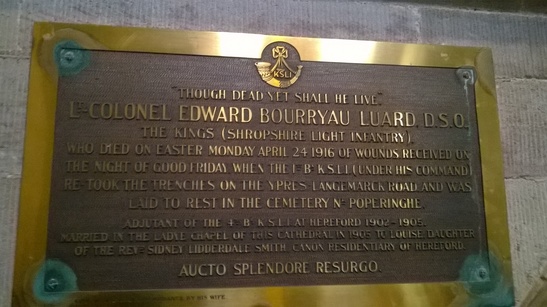 KSLI
"THOUGH DEAD YET SHALL HE LIVE."
LT COLONEL EDWARD BOURRYAU LUARD, D.S.O.
THE KINGS (SHROPSHIRE LIGHT INFANTRY).
WHO DIED ON EASTER MONDAY APRIL 24 1916 OF WOUNDS RECEIVED ON
THE NIGHT OF GOOD FRIDAY WHEN THE 1ST BN K.S.L.I (UNDER HIS COMMAND)
RE-TOOK THE TRENCHES ON THE YPRES LANGEMARCK ROAD AND WAS
LAID TO REST IN THE CEMETERY NR POPERINGHE.
ADJUTANT OF THE 4TH BN K.S.L.I AT HEREFORD 1902-1905.
MARRIED IN THE LADYE CHAPEL OF THIS CATHEDRAL IN 1905 TO LOUISE DAUGHTER
OF THE REVD SIDNEY LIDDERDALE SMITH, CANON RESIDENTIARY OF HEREFORD.
AUCTO SPLENDORE RESURGO.
BY HIS WIFE